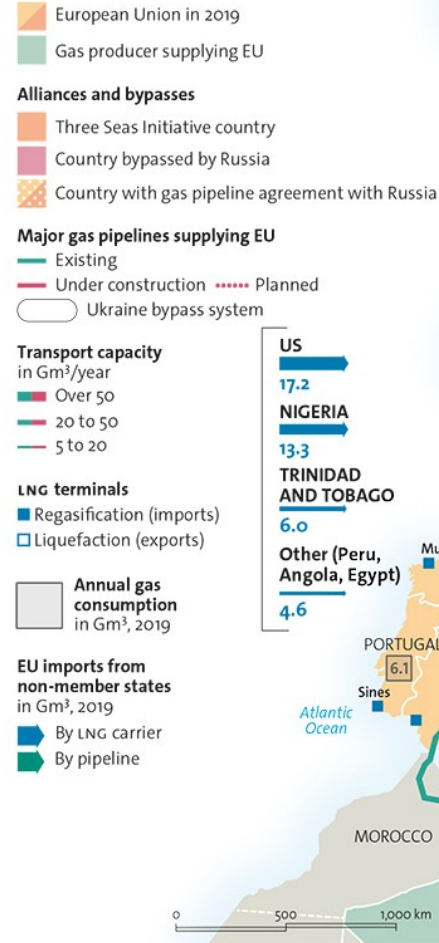 European Union in 2019
Gas producer supplying EU
Alliances and bypasses
Three Seas Initiative country
Country bypassed by Russia
Country with gas pipeline agreement with Russia
Major gas pipelines supplying EU
Existing
Under construction
Planned
Ukraine bypass system
Transport capacity
in Gm³/year
Over 50
20 to 50
5 to 20
LNG terminals
Regasification (imports)
Liquefaction (exports)
Annual gas
consumption
in Gm³, 2019
EU imports from
non-member states
in Gm³, 2019
By LNG carrier
By pipeline
US
17.2
NIGERIA
13.3
TRINIDAD
AND TOBAGO
6.0
Other (Peru,
Angola, Egypt)
4.6
PORTUGAL
6.1
Sines
Atlantic
Ocean
MOROCCO
0 500 1,000 km